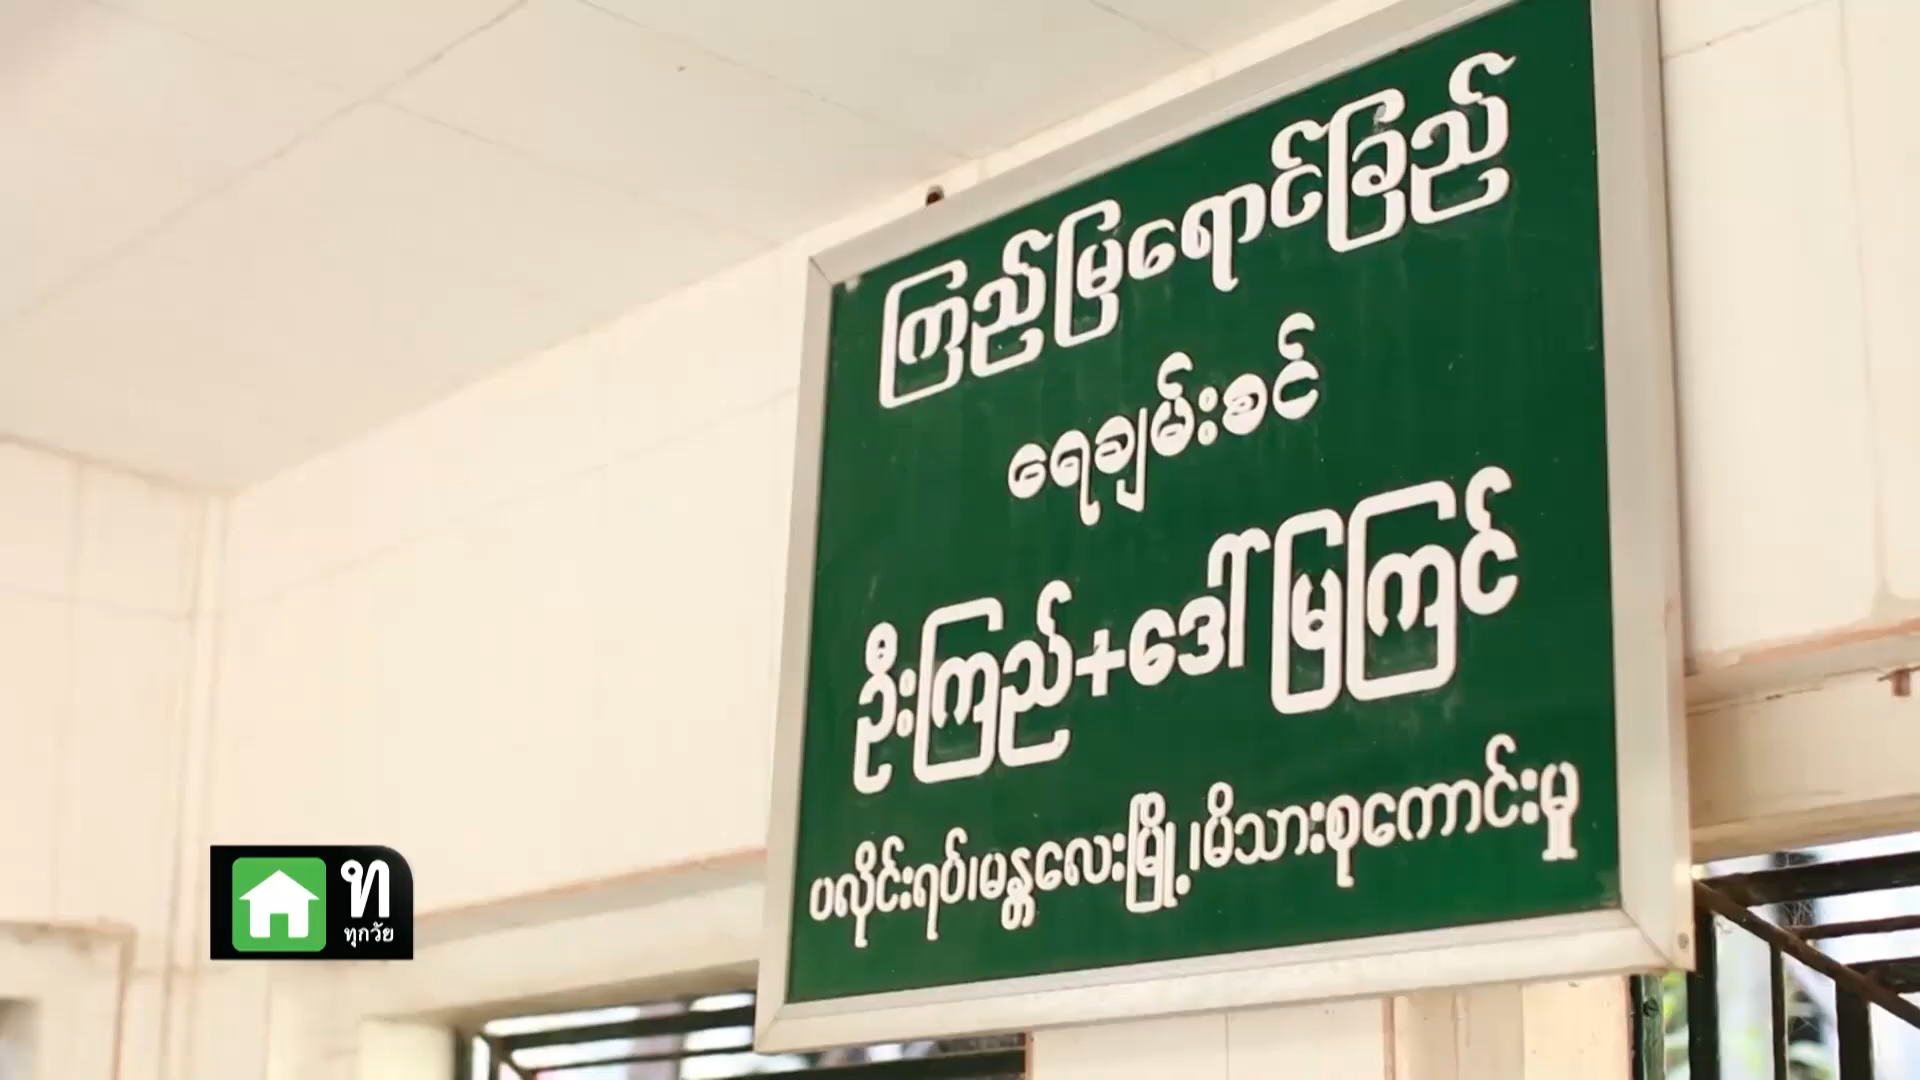 ကြည်မြရောင်ခြည်
ရေချမ်းစင်
ဦးကြည်+ဒေါ်မြကြင်
ပလိုင်းရပ်၊မန္တလေးမြို့၊မိသားစုကောင်းမှု
ท
ทุกวัย